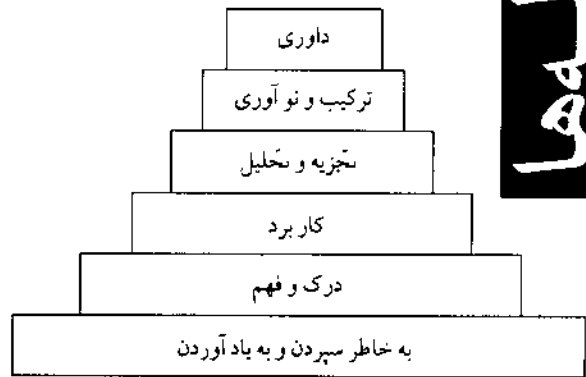 داوری
ترکیب و نو آوری
تجزیه و تحلیل
کار برد
درک و فهم
به خاطر سپردن و به یاد آوردن